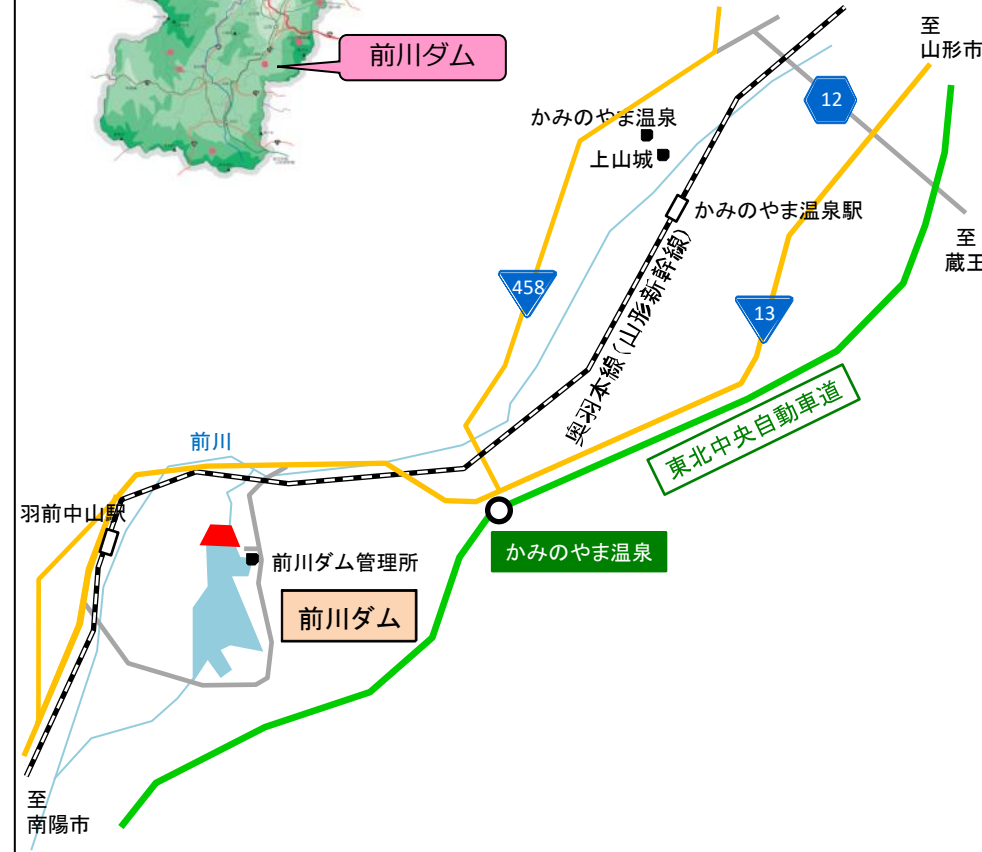 前川ダム
至
山形市
12
かみのやま温泉
上山城
かみのやま温泉駅
至
蔵王
458
13
奥羽本線(山形新幹線)
東北中央自動車道
前川
羽前中山駅
かみのやま温泉
前川ダム管理所
前川ダム
至
南陽市